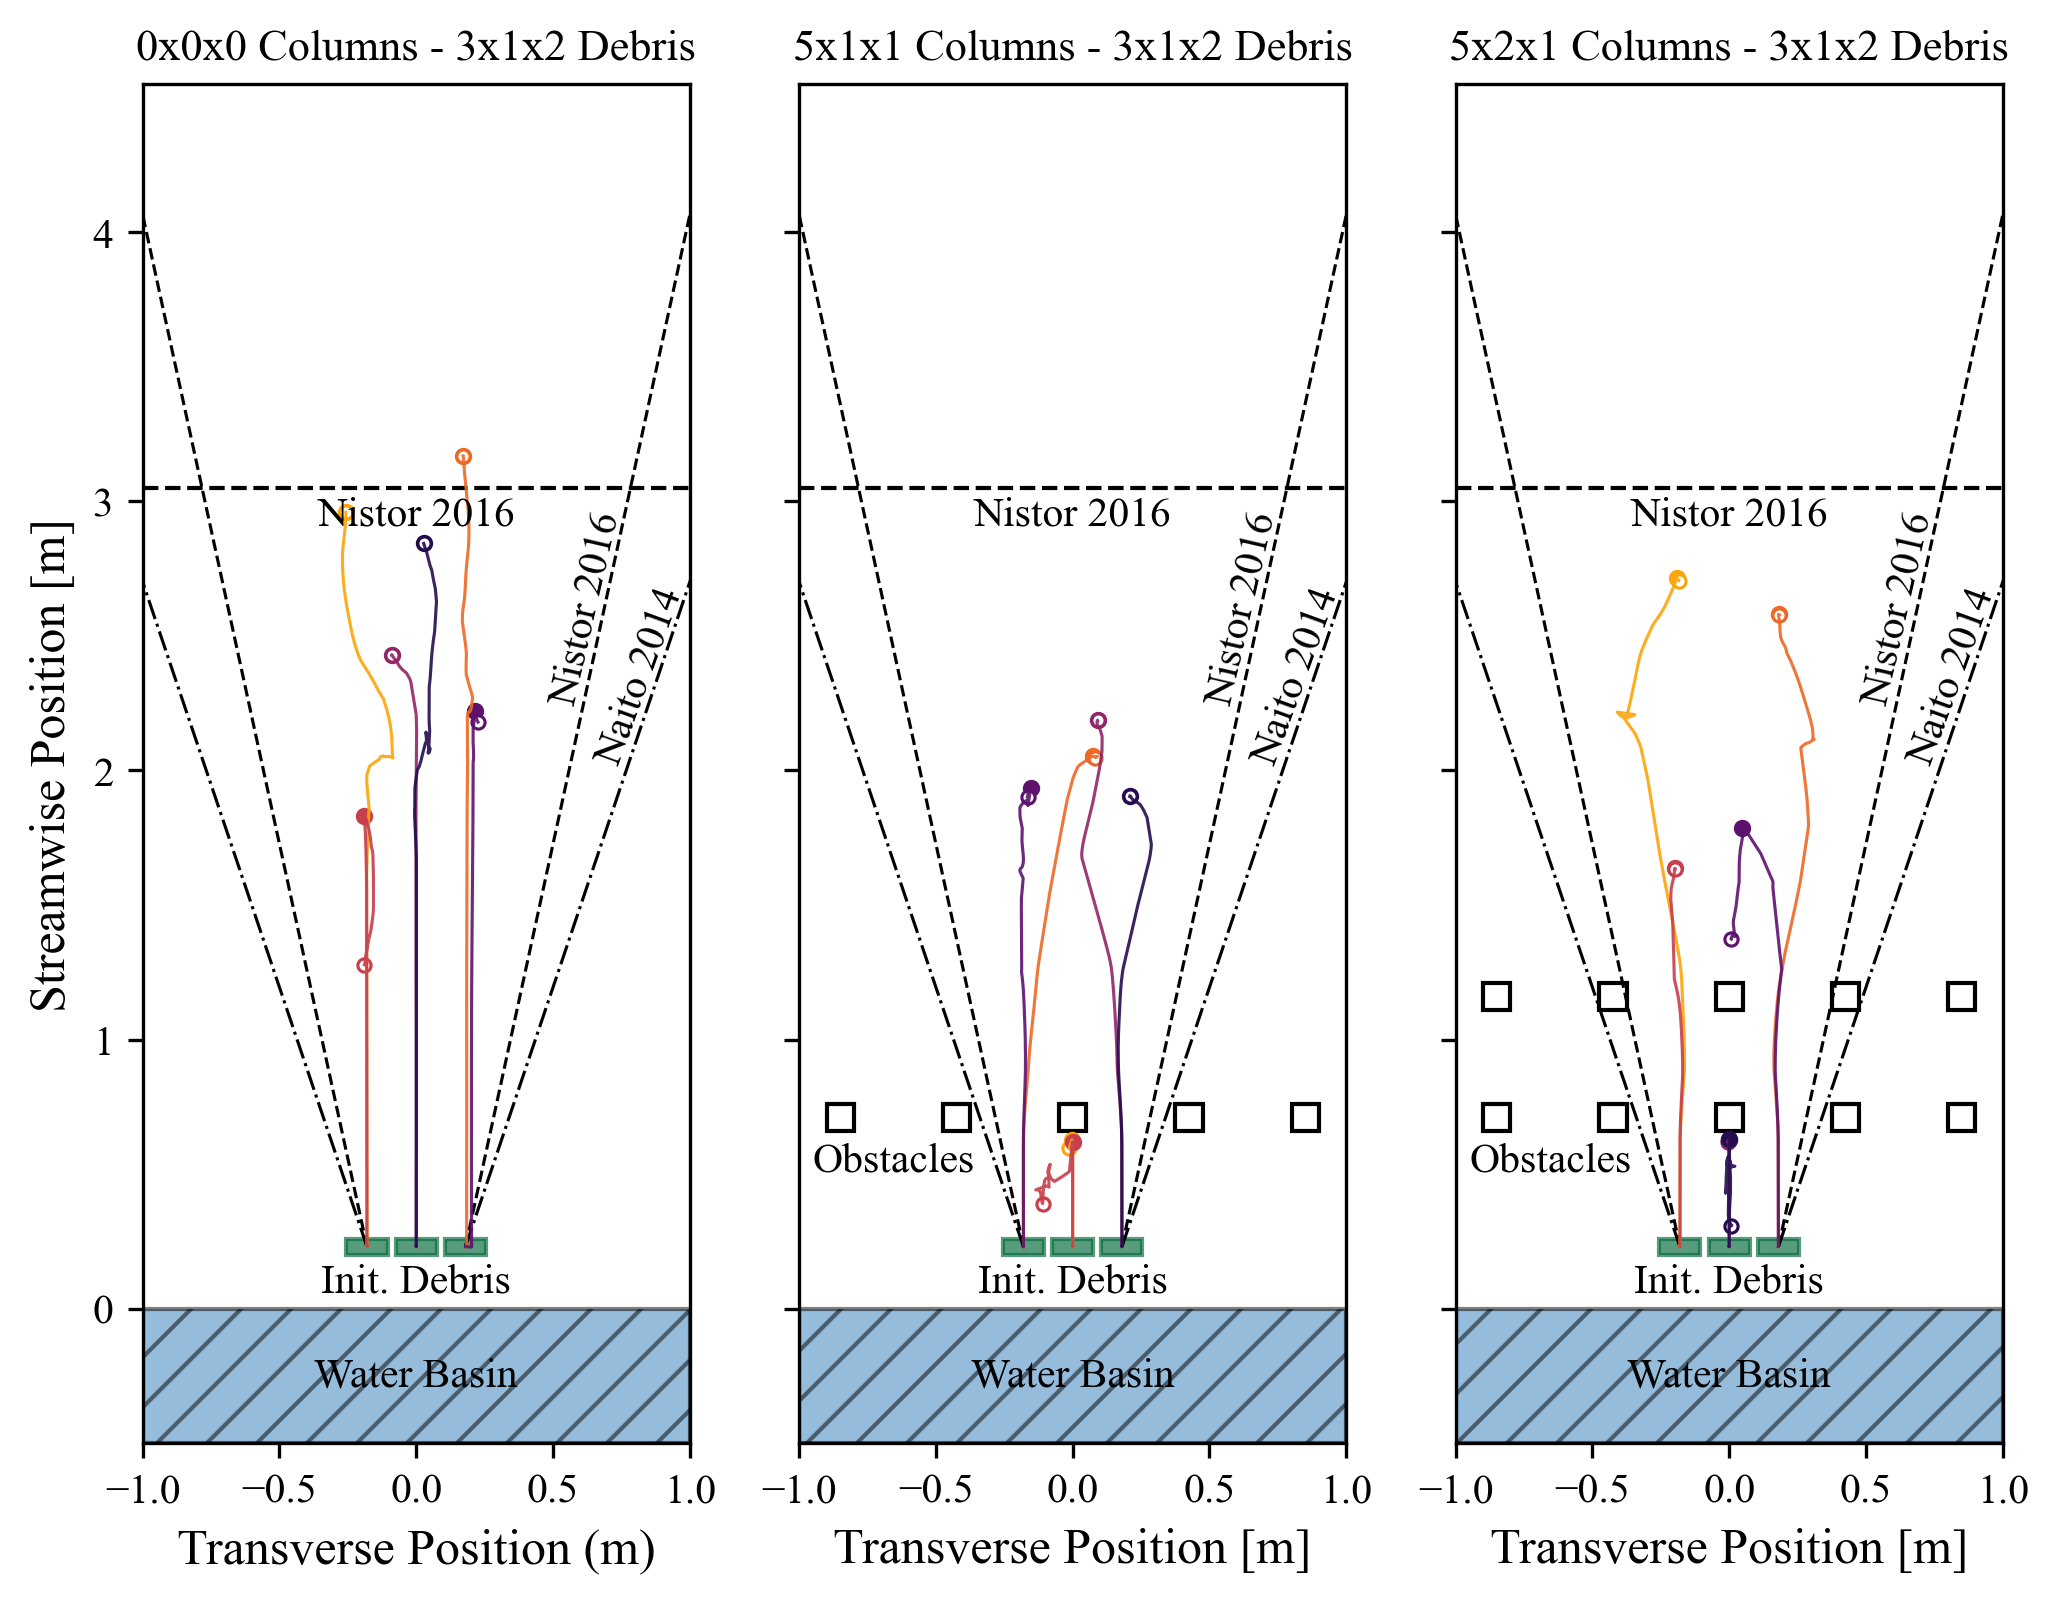 0x0x0 Columns - 3x1x2 Debris
5x1x1 Columns - 3x1x2 Debris
5x2x1 Columns - 3x1x2 Debris
Streamwise Position [m]
4
3
2
1
0
Nistor 2016
Nistor 2016
Naito 2014
Init. Debris
Water Basin
−1.0
−0.5
0.0
0.5
1.0
Transverse Position (m)
Nistor 2016
Nistor 2016
Naito 2014
Obstacles
Init. Debris
Water Basin
−1.0
−0.5
0.0
0.5
1.0
Transverse Position [m]
Nistor 2016
Nistor 2016
Naito 2014
Obstacles
Init. Debris
Water Basin
−1.0
−0.5
0.0
0.5
1.0
Transverse Position [m]